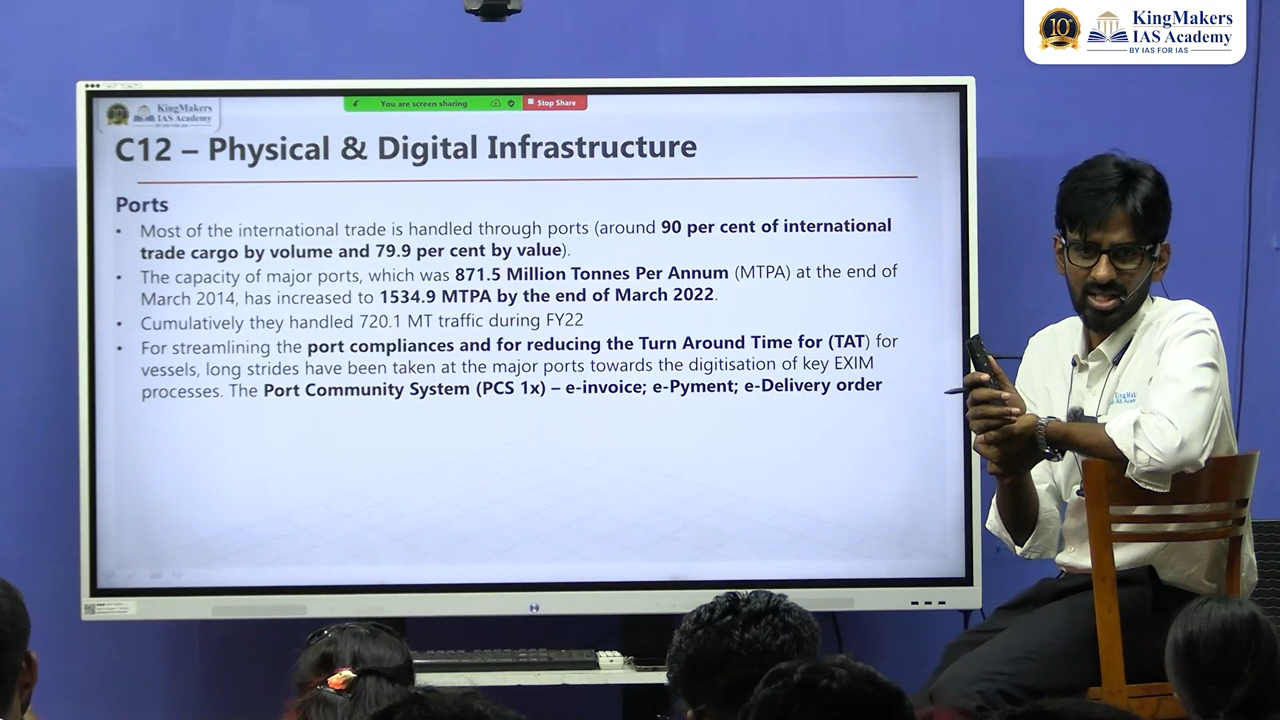 10
KingMakers
IAS Academy
BY IAS FOR IAS
KingMakers
IAS Academy
BY IAS FOR IAS
You are screen sharing
Stop Share
C12 – Physical & Digital Infrastructure
Ports
• Most of the international trade is handled through ports (around 90 per cent of international
trade cargo by volume and 79.9 per cent by value).
• The capacity of major ports, which was 871.5 Million Tonnes Per Annum (MTPA) at the end of
March 2014, has increased to 1534.9 MTPA by the end of March 2022.
• Cumulatively they handled 720.1 MT traffic during FY22
• For streamlining the port compliances and for reducing the Turn Around Time for (TAT) for
vessels, long strides have been taken at the major ports towards the digitisation of key EXIM
processes. The Port Community System (PCS 1x) – e-invoice; e-Pyment; e-Delivery order